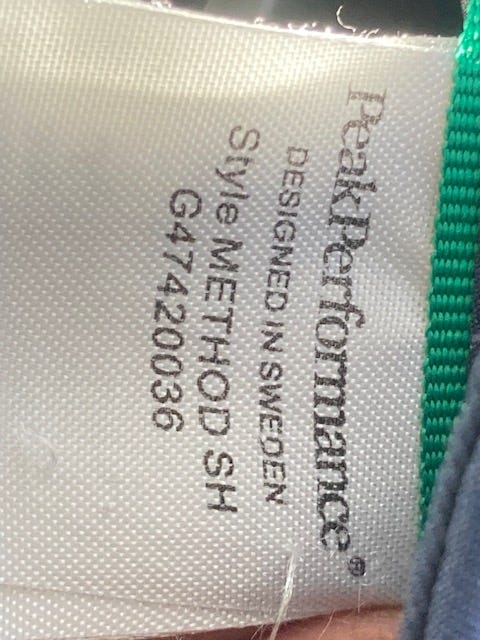 PeakPerformance®
DESIGNED IN SWEDEN
Style METHOD SH
G47420036